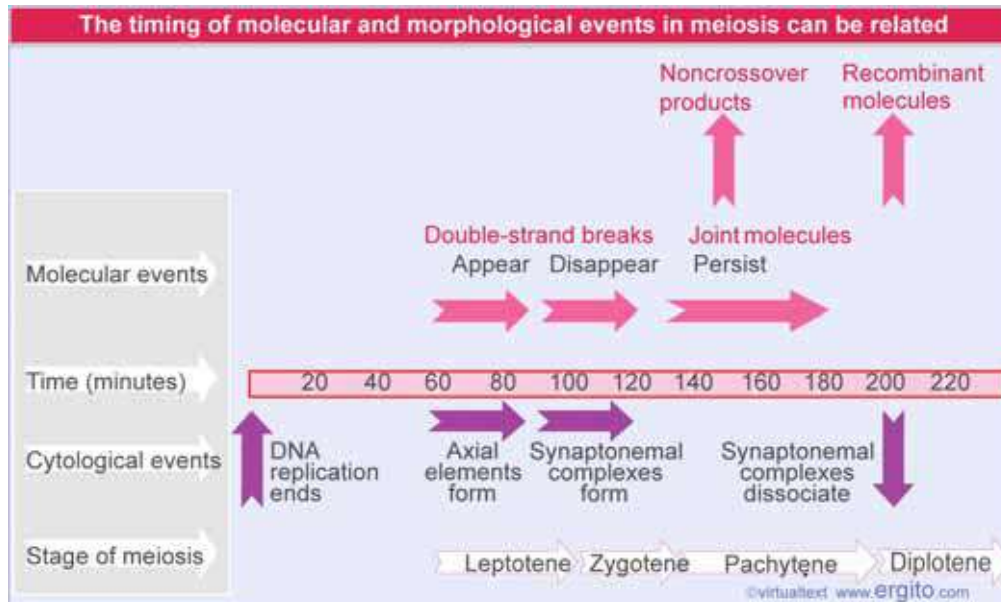 The timing of molecular and morphological events in meiosis can be related
Noncrossover
products
Recombinant
molecules
Double-strand breaks
Joint molecules
Appear
Disappear
Persist
Molecular events
Time (minutes)
20 40 60 80 100 120 140 160 180 200 220
Cytological events
DNA
replication
ends
Axial
elements
form
Synaptonemal
complexes
form
Synaptonemal
complexes
dissociate
Stage of meiosis
Leptotene
Zygotene
Pachytene
Diplotene
©virtualtext www.ergito.com